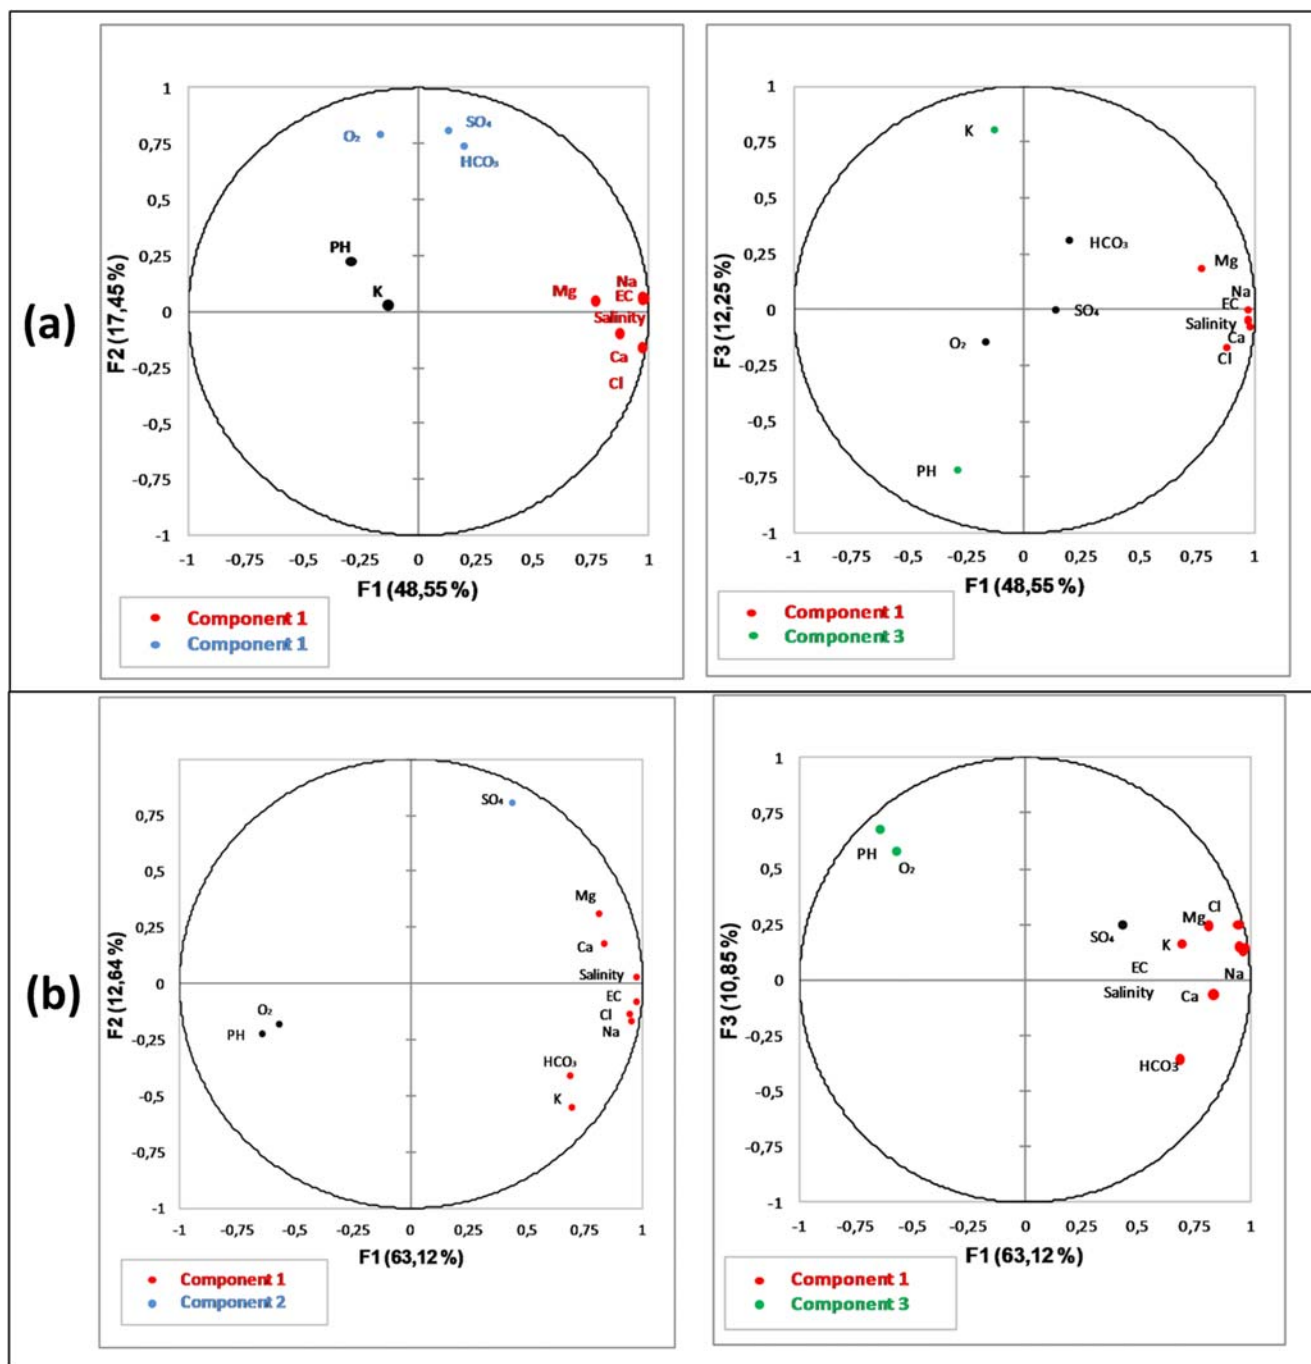 (a)
1
0,75
0,5
0,25
0
-0,25
-0,5
-0,75
-1
F2 (17,45 %)
O₂
SO₄
HCO₃
PH
K
Mg
Na
EC
Salinity
Ca
Cl
-1 0,75 -0,5 -0,25 0 0,25 0,5 0,75 1
F1 (48,55 %)
Component 1
Component 1
1
0,75
0,5
0,25
0
-0,25
-0,5
-0,75
-1
F3 (12,25 %)
K
HCO₃
Mg
Na
EC
SO₄
Salinity
Ca
O₂
Cl
PH
-1 0,75 -0,5 -0,25 0 0,25 0,5 0,75 1
F1 (48,55 %)
Component 1
Component 3
(b)
0,75
0,5
0,25
0
-0,25
-0,5
-0,75
-1
F2 (12,64 %)
SO₄
Mg
Ca
Salinity
EC
O₂
Cl
PH
Na
HCO₃
K
-1 -0,75 -0,5 -0,25 0 0,25 0,5 0,75 1
F1 (63,12 %)
Component 1
Component 2
1
0,75
0,5
0,25
0
-0,25
-0,5
-0,75
-1
F3 (10,85 %)
PH
O₂
Cl
Mg
SO₄
K
EC
Na
Salinity
Ca
HCO3
-1 -0,75 -0,5 -0,25 0 0,25 0,5 0,75 1
F1 (63,12 %)
Component 1
Component 3